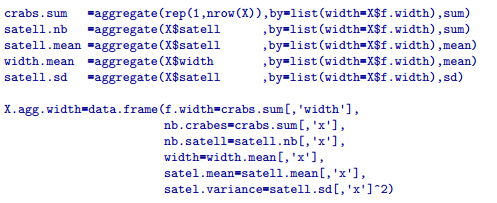 crabs.sum   =aggregate(rep(1,nrow(X)),by=list(width=X$f.width),sum)
satell.nb   =aggregate(X$satell      ,by=list(width=X$f.width),sum)
satell.mean =aggregate(X$satell      ,by=list(width=X$f.width),mean)
width.mean  =aggregate(X$width       ,by=list(width=X$f.width),mean)
satell.sd   =aggregate(X$satell      ,by=list(width=X$f.width),sd)
X.agg.width=data.frame(f.width=crabs.sum[,'width'],
                       nb.crabes=crabs.sum[,'x'],
                       nb.satell=satell.nb[,'x'],
                       width=width.mean[,'x'],
                       satel.mean=satell.mean[,'x'],
                       satel.variance=satell.sd[,'x']^2)